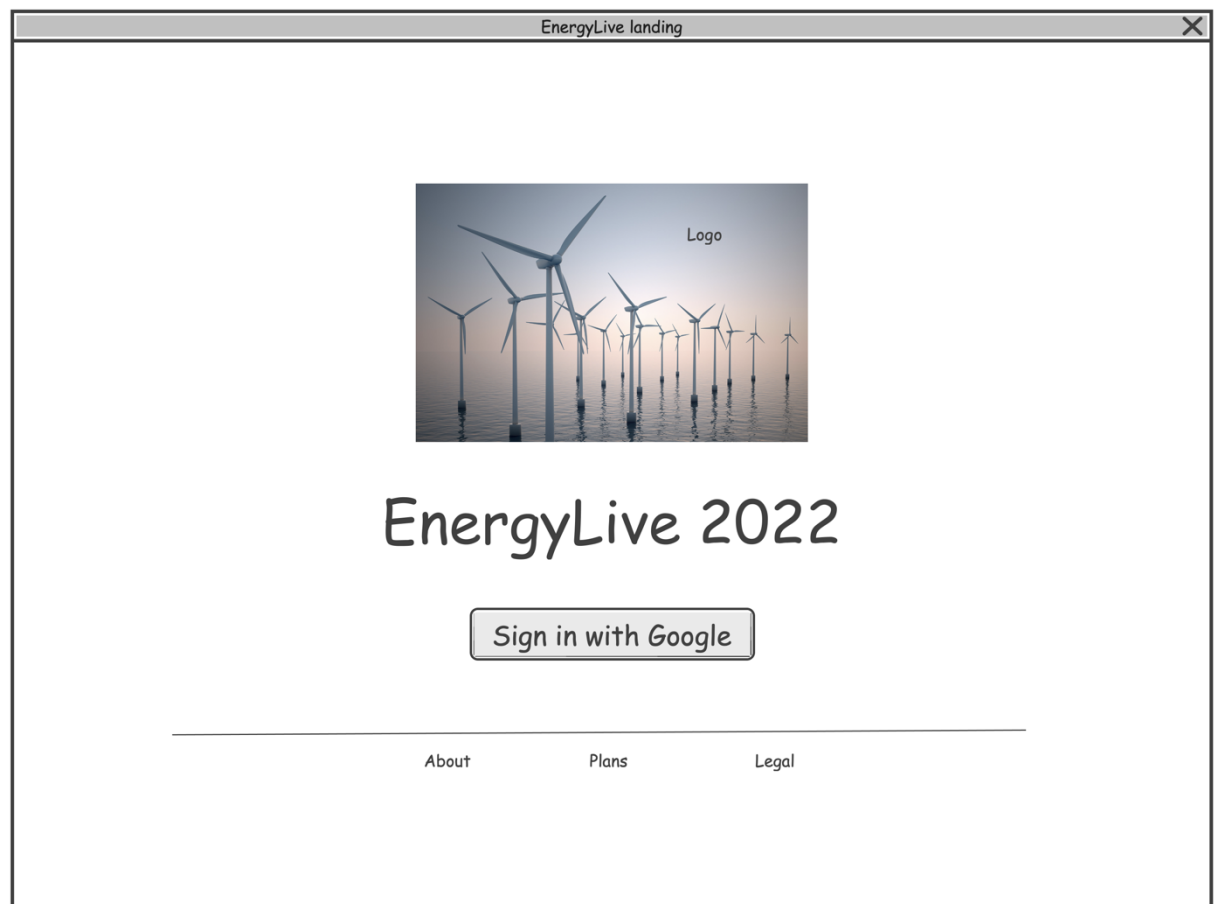 EnergyLive landing
Logo
EnergyLive 2022
Sign in with Google
About Plans Legal